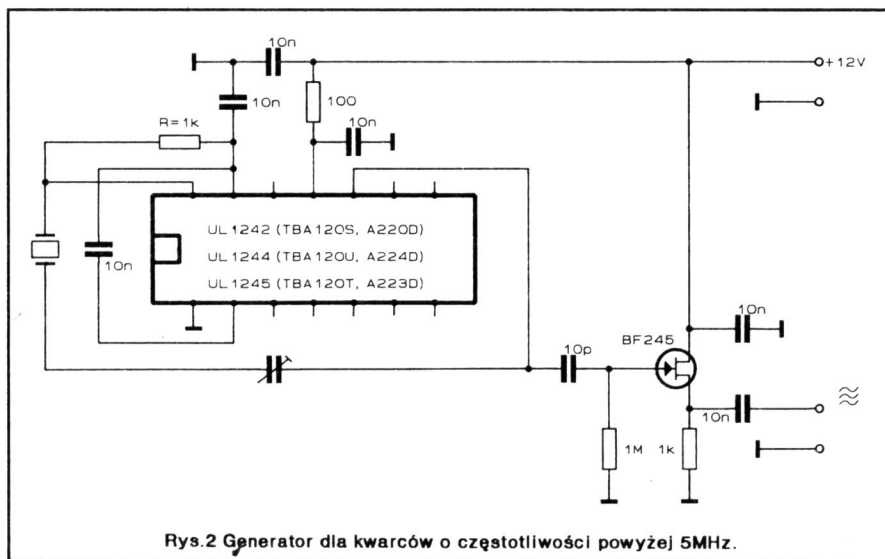 10n
+12V
10n
100
10n
R=1k
UL1242 (TBA120S, A220D)
UL1244 (TBA120U, A224D)
UL1245 (TBA120T, A223D)
10n
10p
BF245
10n
10n
1M
1k
Rys.2 Generator dla kwarców o częstotliwości powyżej 5MHz.